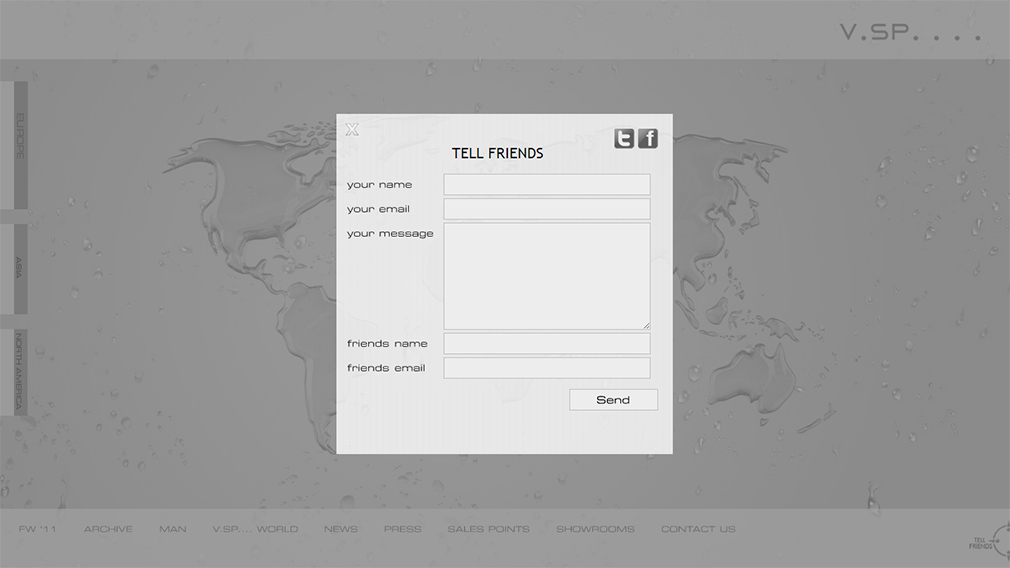 V.SP. . . .
EUROPE
ASIA
NORTH AMERICA
X
TELL FRIENDS
your name
your email
your message
friends name
friends email
Send
FW '11 ARCHIVE MAN V.SP.... WORLD NEWS PRESS SALES POINTS SHOWROOMS CONTACT US
TELL
FRIENDS